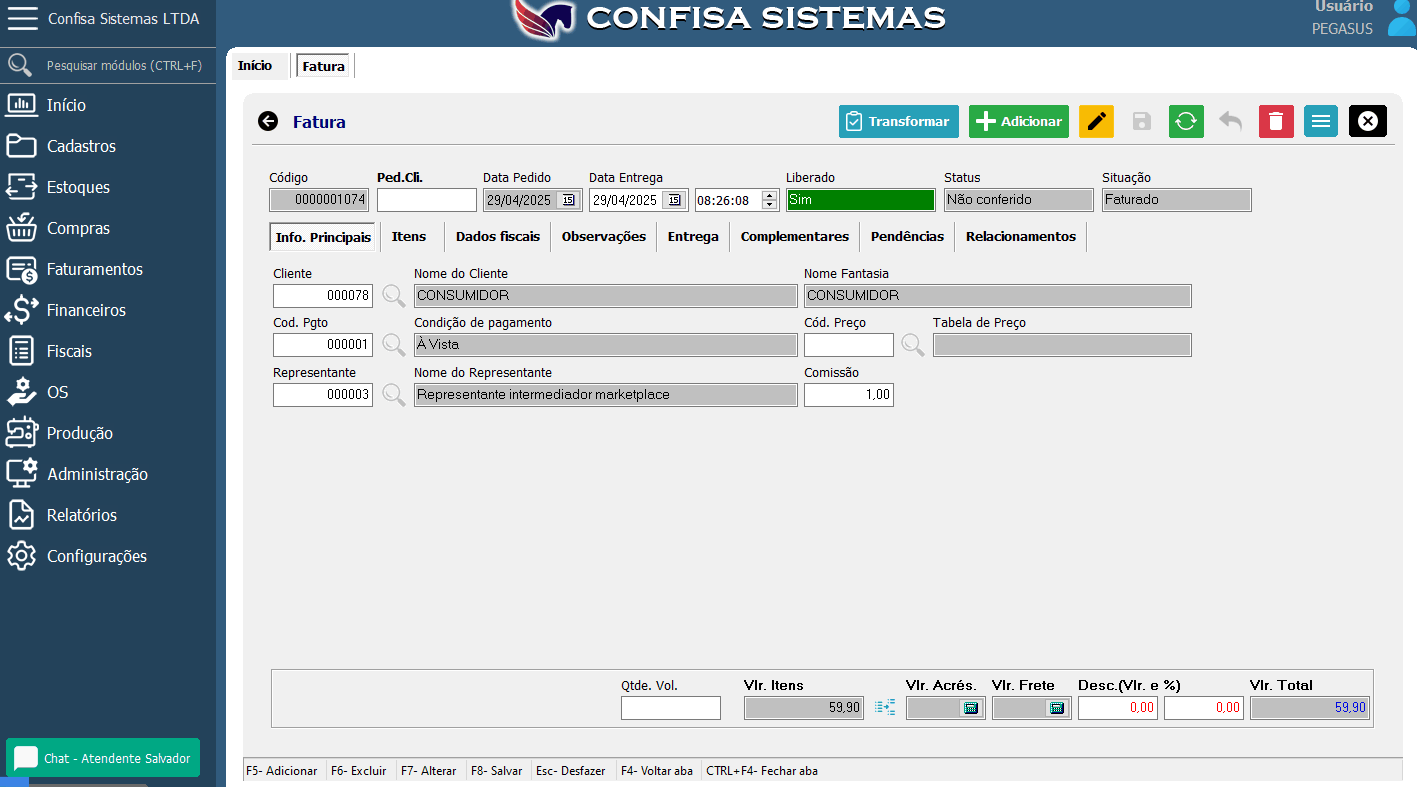 Confisa Sistemas LTDA
CONFISA SISTEMAS
Usuário
PEGASUS
Pesquisar módulos (CTRL+F)
Início
Cadastros
Estoques
Compras
Faturamentos
Financeiros
Fiscais
OS
Produção
Administração
Relatórios
Configurações
Chat - Atendente Salvador
Início Fatura
Fatura
Transformar Adicionar
Código Ped.Cli. Data Pedido Data Entrega Liberado Status Situação
0000001074 29/04/2025 15 29/04/2025 15 08:26:08 Sim Não conferido Faturado
Info. Principais Itens Dados fiscais Observações Entrega Complementares Pendências Relacionamentos
Cliente Nome do Cliente Nome Fantasia
000078 CONSUMIDOR CONSUMIDOR
Cod. Pgto Condição de pagamento Cód. Preço Tabela de Preço
000001 À Vista
Representante Nome do Representante Comissão
000003 Representante intermediador marketplace 1,00
Qtde. Vol. Vlr. Itens Vlr. Acrés. Vlr. Frete Desc.(Vlr. e %) Vlr. Total
59,90 0,00 0,00 59,90
F5- Adicionar F6- Excluir F7- Alterar F8- Salvar Esc- Desfazer F4- Voltar aba CTRL+F4- Fechar aba